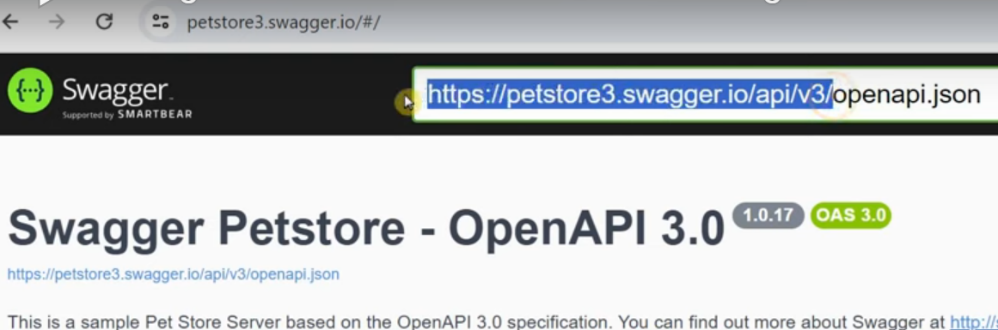 petstore3.swagger.io/#/
Swagger
Supported by SMARTBEAR
https://petstore3.swagger.io/api/v3/openapi.json
Swagger Petstore - OpenAPI 3.0 1.0.17 OAS 3.0
https://petstore3.swagger.io/api/v3/openapi.json
This is a sample Pet Store Server based on the OpenAPI 3.0 specification. You can find out more about Swagger at http://